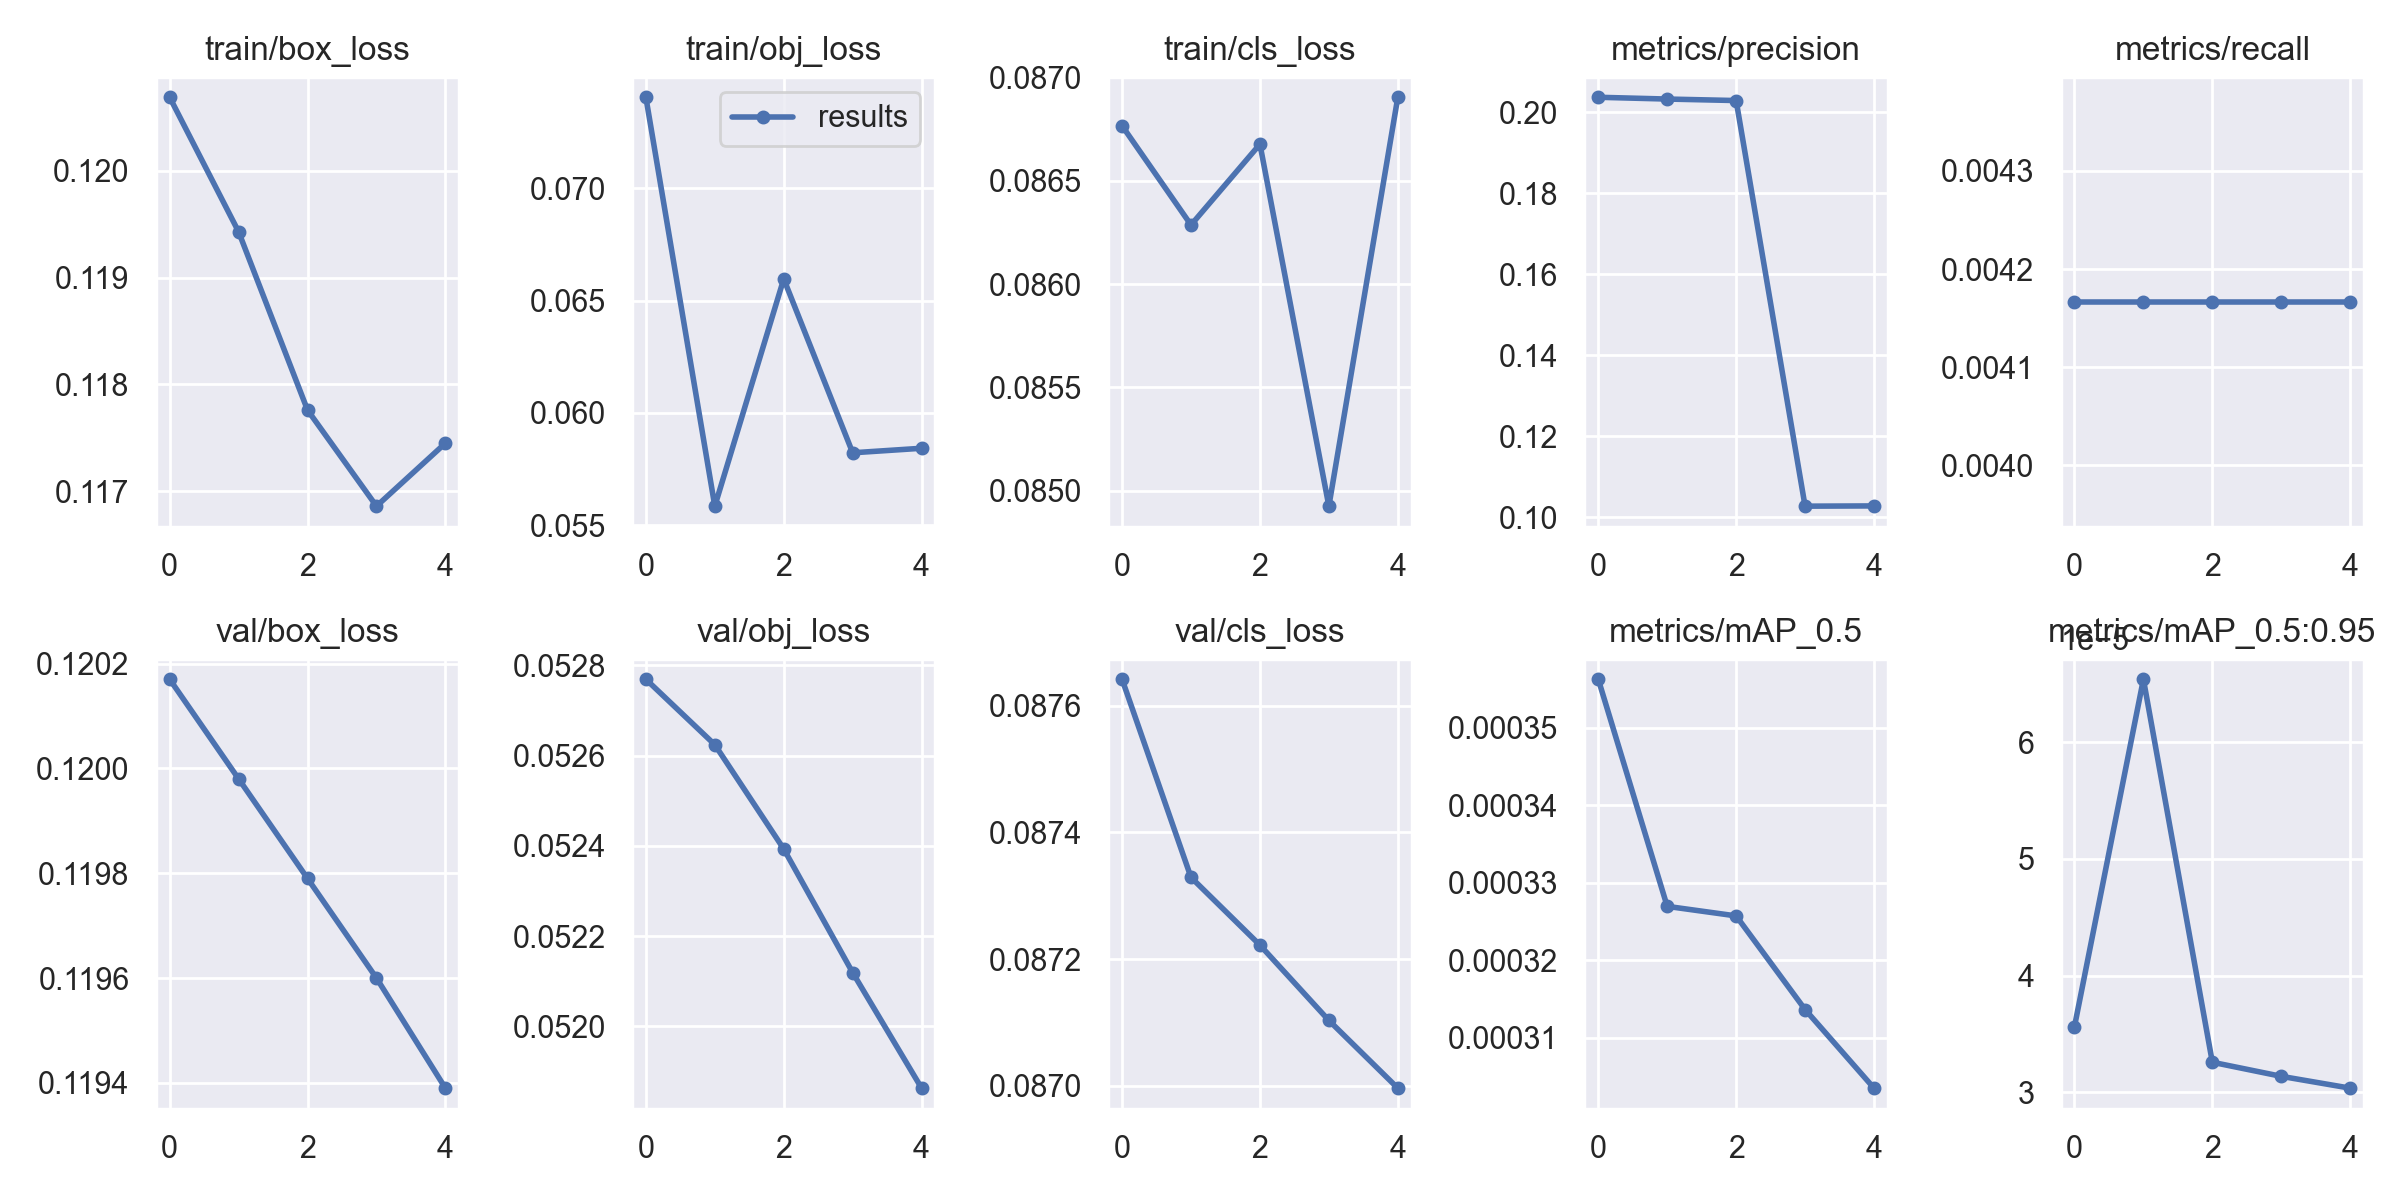 train/box_loss
0.120
0.119
0.118
0.117
0 2 4
train/obj_loss
results
0.070
0.065
0.060
0.055
0 2 4
train/cls_loss
0.0870
0.0865
0.0860
0.0855
0.0850
0 2 4
metrics/precision
0.20
0.18
0.16
0.14
0.12
0.10
0 2 4
metrics/recall
0.0043
0.0042
0.0041
0.0040
0 2 4
val/box_loss
0.1202
0.1200
0.1198
0.1196
0.1194
0 2 4
val/obj_loss
0.0528
0.0526
0.0524
0.0522
0.0520
0 2 4
val/cls_loss
0.0876
0.0874
0.0872
0.0870
0 2 4
metrics/mAP_0.5
0.00035
0.00034
0.00033
0.00032
0.00031
0 2 4
metrics/mAP_0.5:0.95
1e−5
6
5
4
3
0 2 4